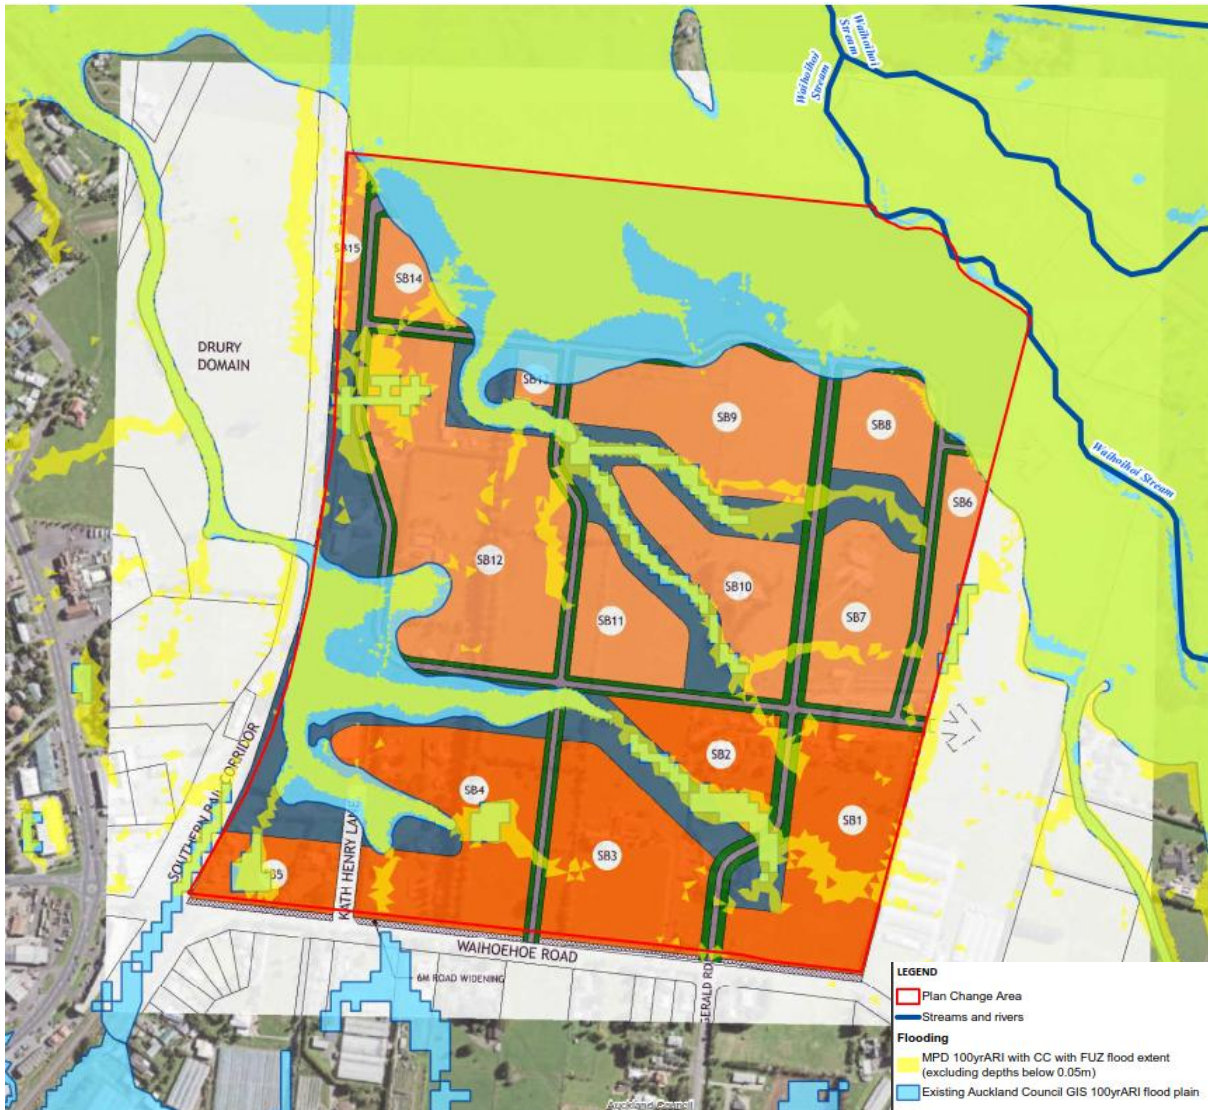 Waihoihoi
Stream
Waihoihoi
Stream
SB15
SB14
DRURY
DOMAIN
SB13
SB9
SB8
Waihoihoi Stream
SB6
SB12
SB10
SB11
SB7
SOUTHERN RAIL CORRIDOR
SB2
SB4
SB1
KATH HENRY LANE
SB3
SB5
WAIHOEHOE ROAD
6M ROAD WIDENING
GERALD RD
LEGEND
Plan Change Area
Streams and rivers
Flooding
MPD 100yrARI with CC with FUZ flood extent
(excluding depths below 0.05m)
Existing Auckland Council GIS 100yrARI flood plain
Auckland Council